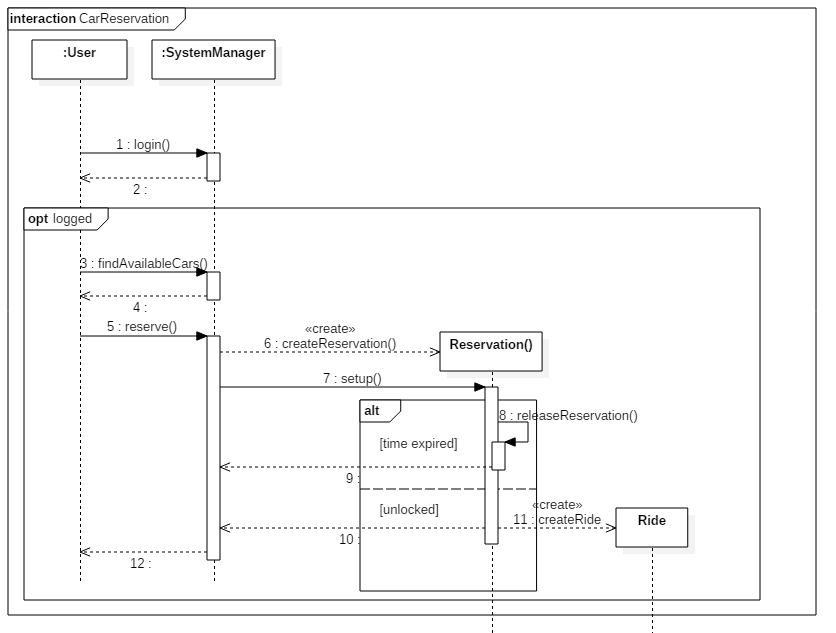 interaction CarReservation
:User
:SystemManager
1 : login()
2 :
opt logged
3 : findAvailableCars()
4 :
5 : reserve()
«create»
6 : createReservation()
Reservation()
7 : setup()
alt
8 : releaseReservation()
[time expired]
9 :
[unlocked]
«create»
11 : createRide
Ride
10 :
12 :